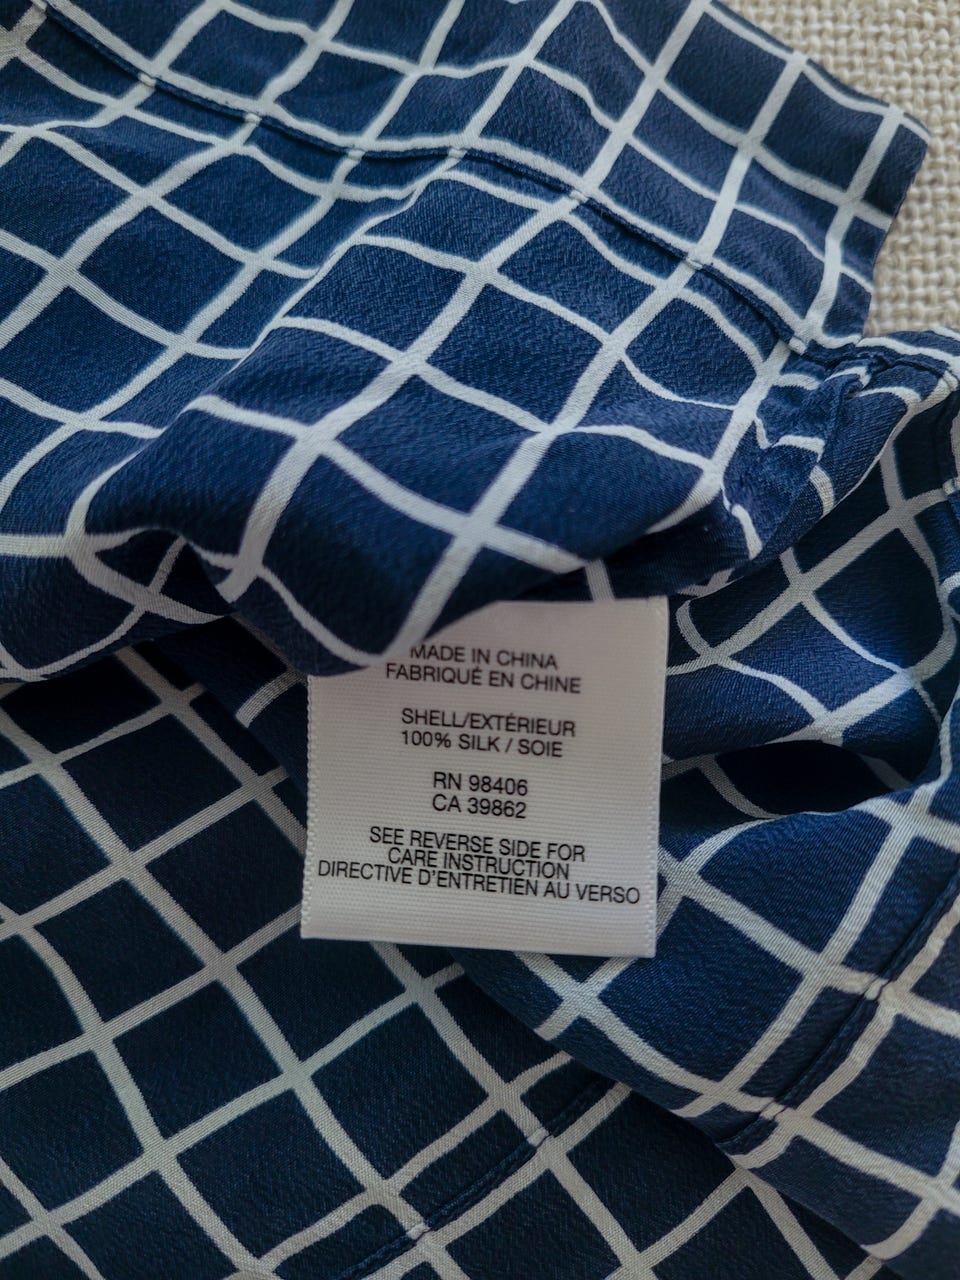 MADE IN CHINA
FABRIQUÉ EN CHINE
SHELL/EXTÉRIEUR
100% SILK / SOIE
RN 98406
CA 39862
SEE REVERSE SIDE FOR
CARE INSTRUCTION
DIRECTIVE D'ENTRETIEN AU VERSO